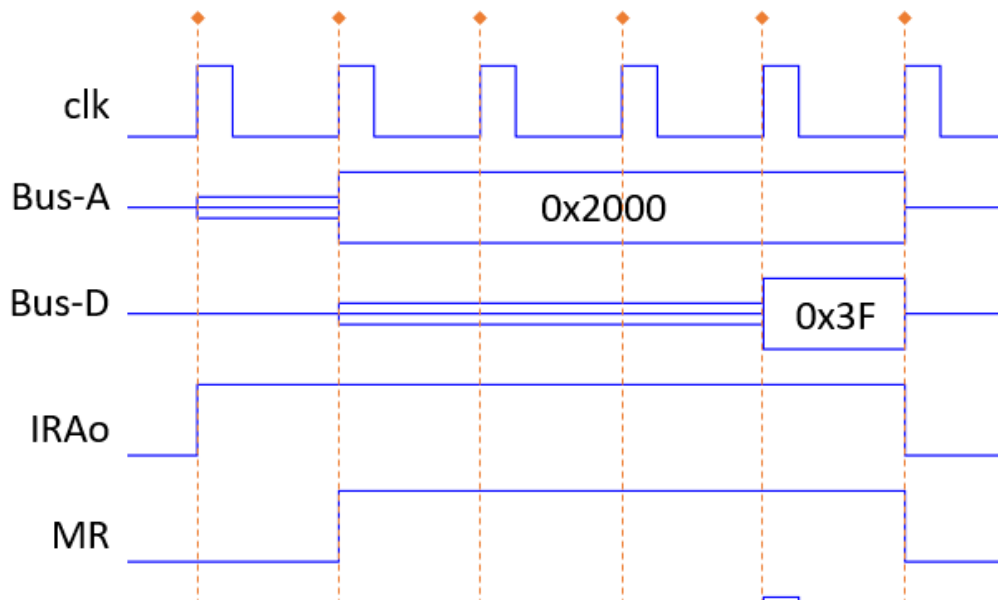 clk
Bus-A
0x2000
Bus-D
0x3F
IRAo
MR